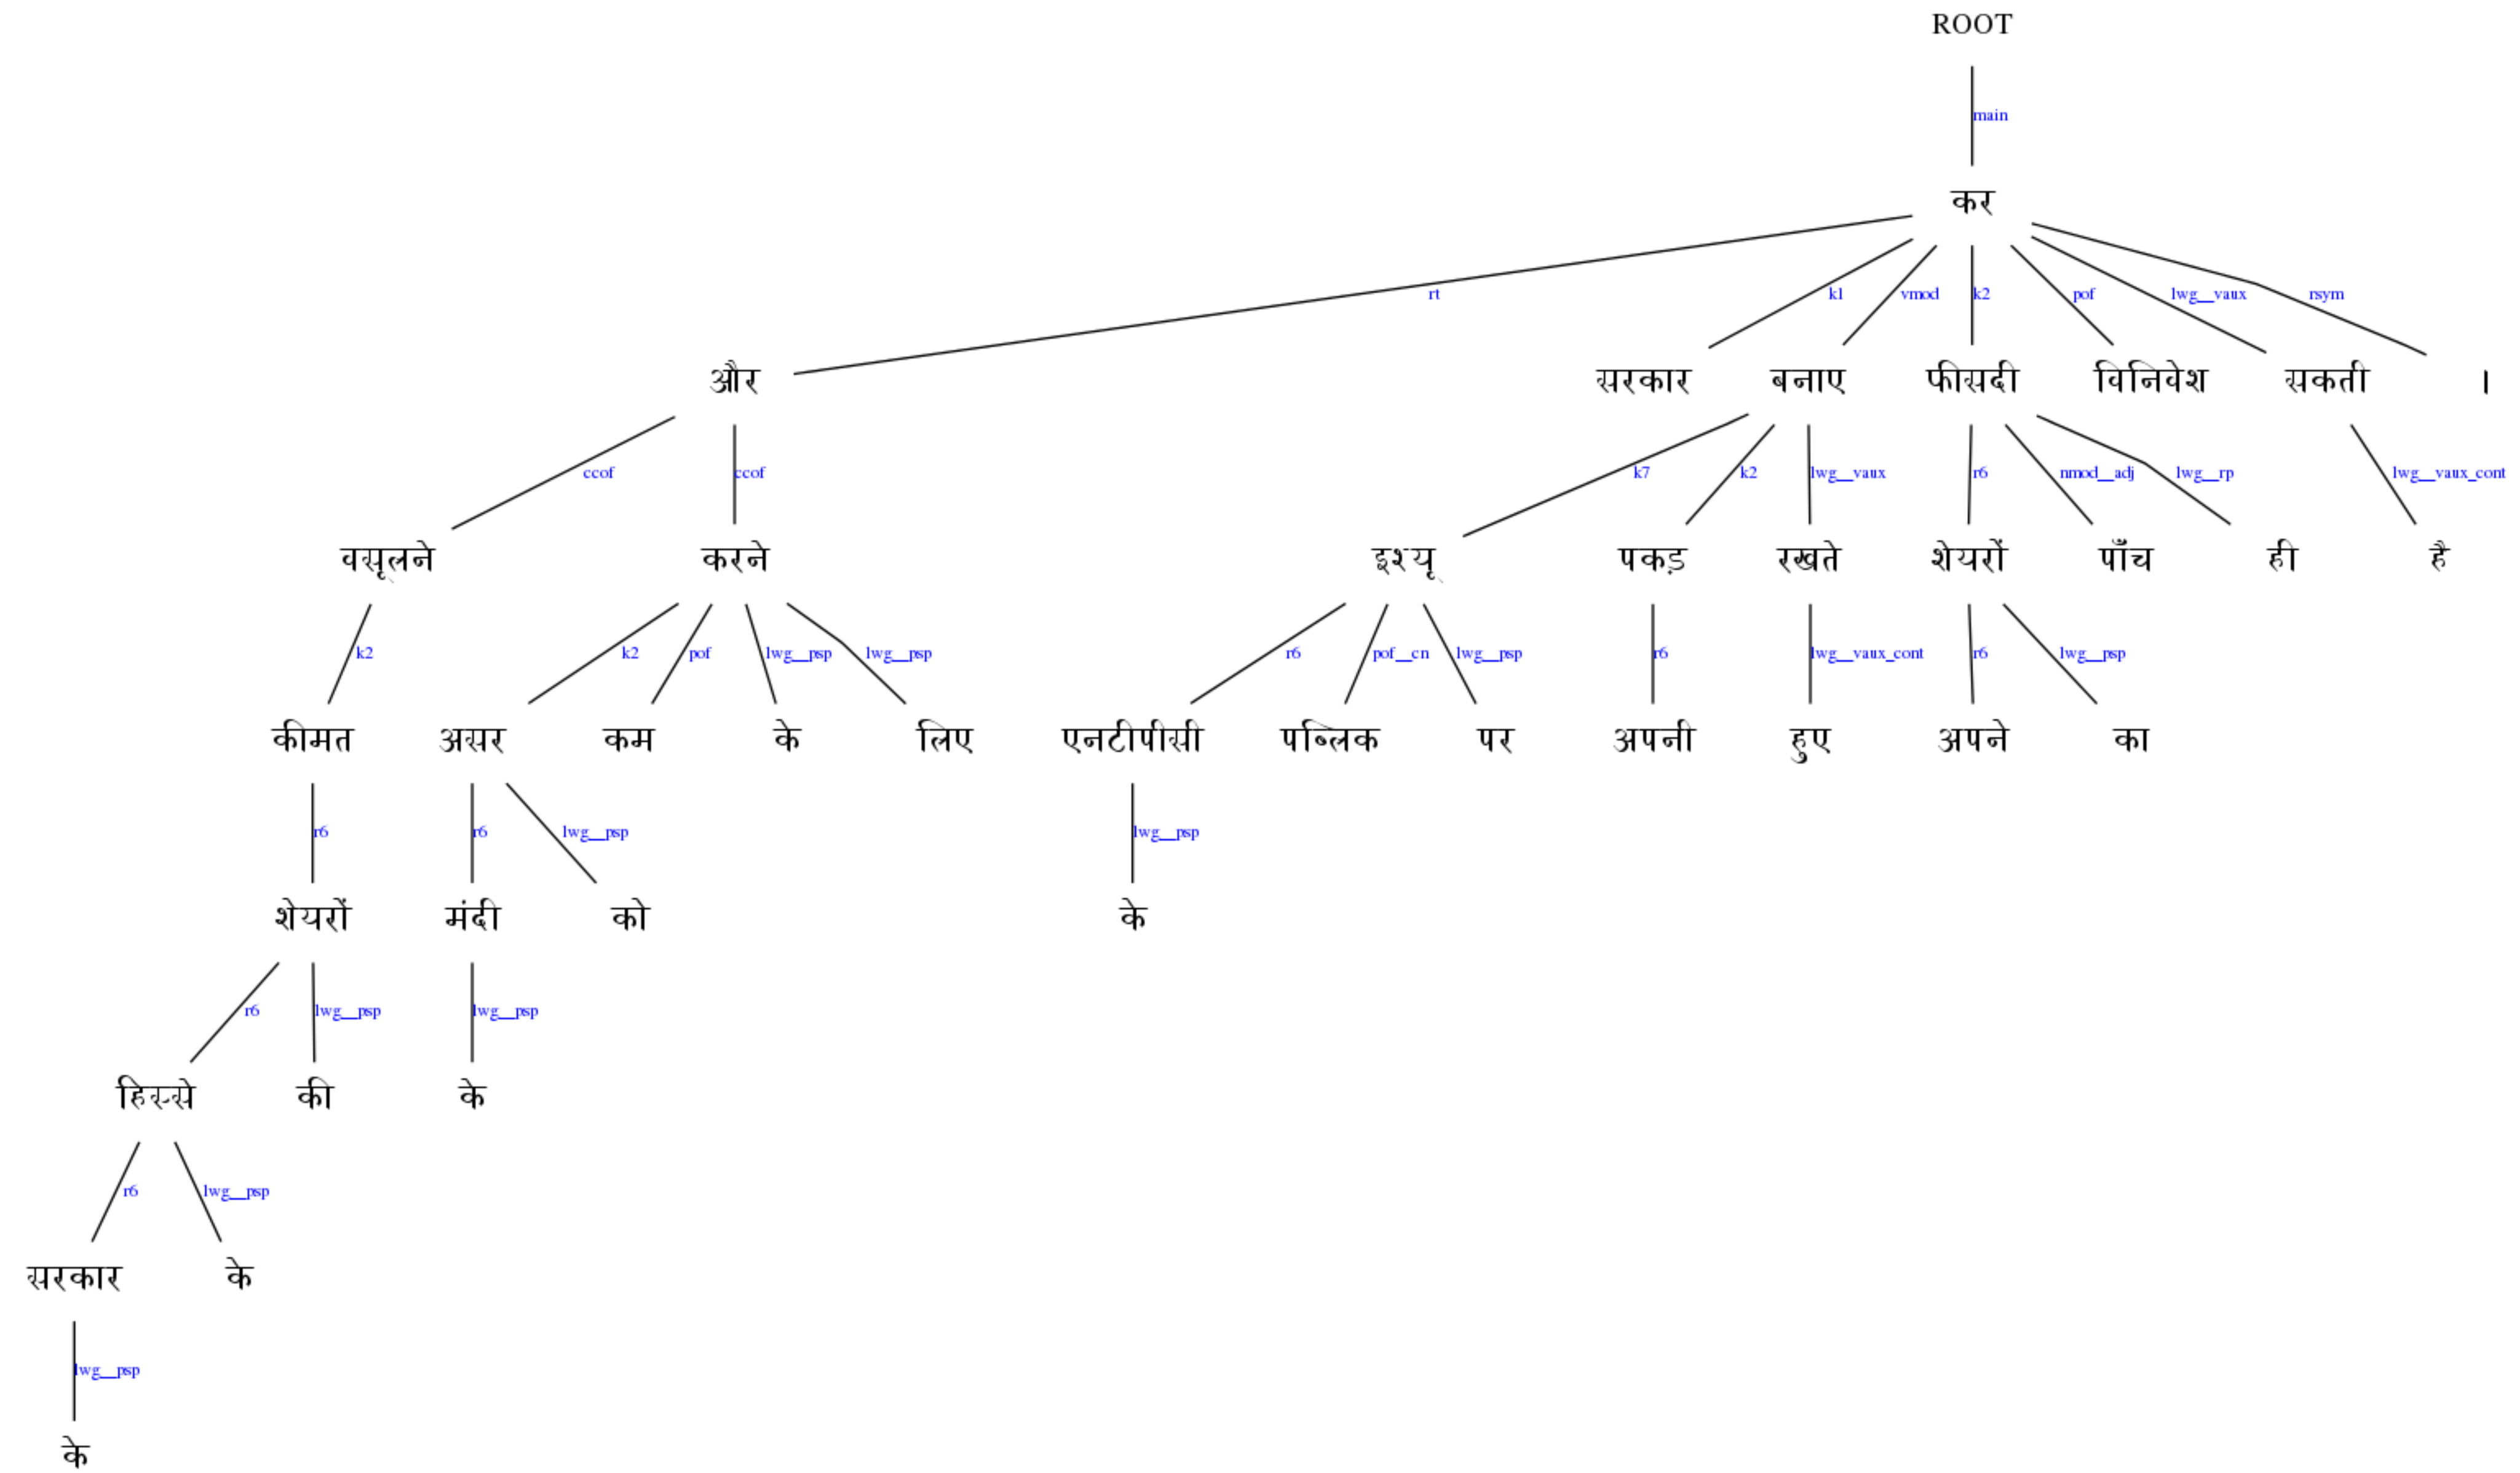 ROOT
main
कर
rt k1 vmod k2 pof lwg__vaux rsym
और सरकार बनाए फीसदी विनिवेश सकती ।
ccof ccof k7 k2 lwg__vaux r6 nmod__adj lwg__rp lwg__vaux_cont
वसूलने करने इश्यू पकड़ रखते शेयरों पाँच ही है
k2 k2 pof lwg__psp lwg__psp r6 pof__cn lwg__psp r6 lwg__vaux_cont r6 lwg__psp
कीमत असर कम के लिए एनटीपीसी पब्लिक पर अपनी हुए अपने का
r6 r6 lwg__psp lwg__psp
शेयरों मंदी को के
r6 lwg__psp lwg__psp
हिस्से की के
r6 lwg__psp
सरकार के
lwg__psp
के